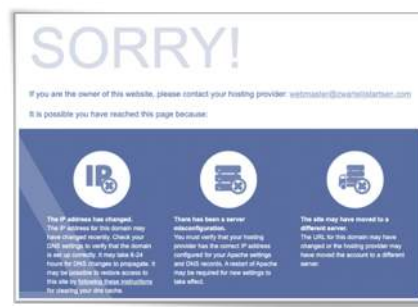 SORRY!
If you are the owner of this website, please contact your hosting provider: webmaster@zwartelijstartsen.com
It is possible you have reached this page because:
IP
The IP address has changed.
The IP address for this domain may
have changed recently. Check your
DNS settings to verify that the domain
is set up correctly. It may take 8-24
hours for DNS changes to propagate. It
may be possible to restore access to
this site by following these instructions
for clearing your dns cache.
There has been a server
misconfiguration.
You must verify that your hosting
provider has the correct IP address
configured for your Apache settings
and DNS records. A restart of Apache
may be required for new settings to
take effect.
The site may have moved to a
different server.
The URL for this domain may have
changed or the hosting provider may
have moved the account to a different
server.